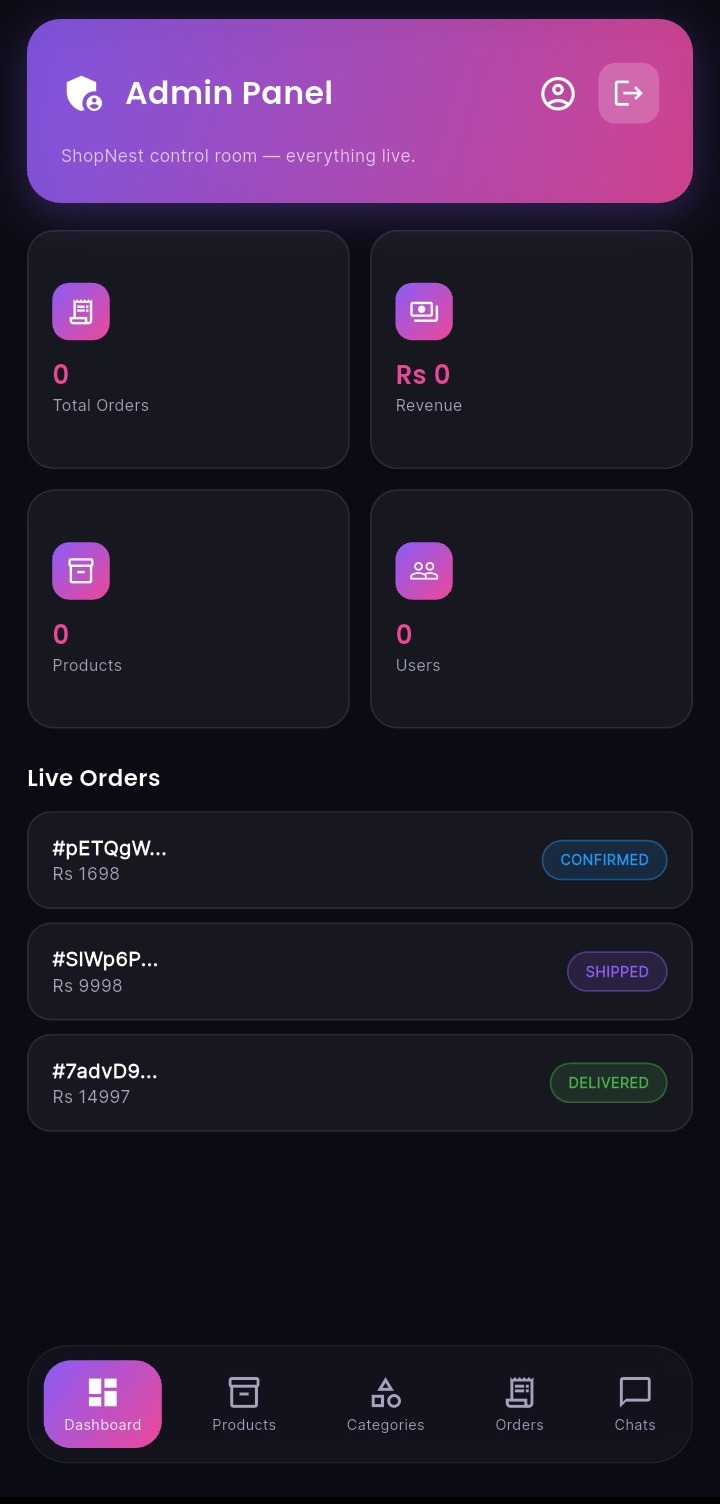 Admin Panel
ShopNest control room — everything live.
0
Total Orders
Rs 0
Revenue
0
Products
0
Users
Live Orders
#pETQgW...
Rs 1698
CONFIRMED
#SIWp6P...
Rs 9998
SHIPPED
#7advD9...
Rs 14997
DELIVERED
Dashboard
Products
Categories
Orders
Chats